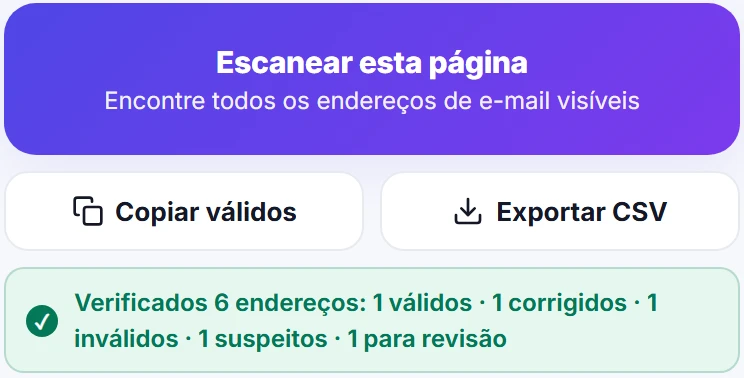 Escanear esta página
Encontre todos os endereços de e-mail visíveis
Copiar válidos
Exportar CSV
Verificados 6 endereços: 1 válidos · 1 corrigidos · 1
inválidos · 1 suspeitos · 1 para revisão